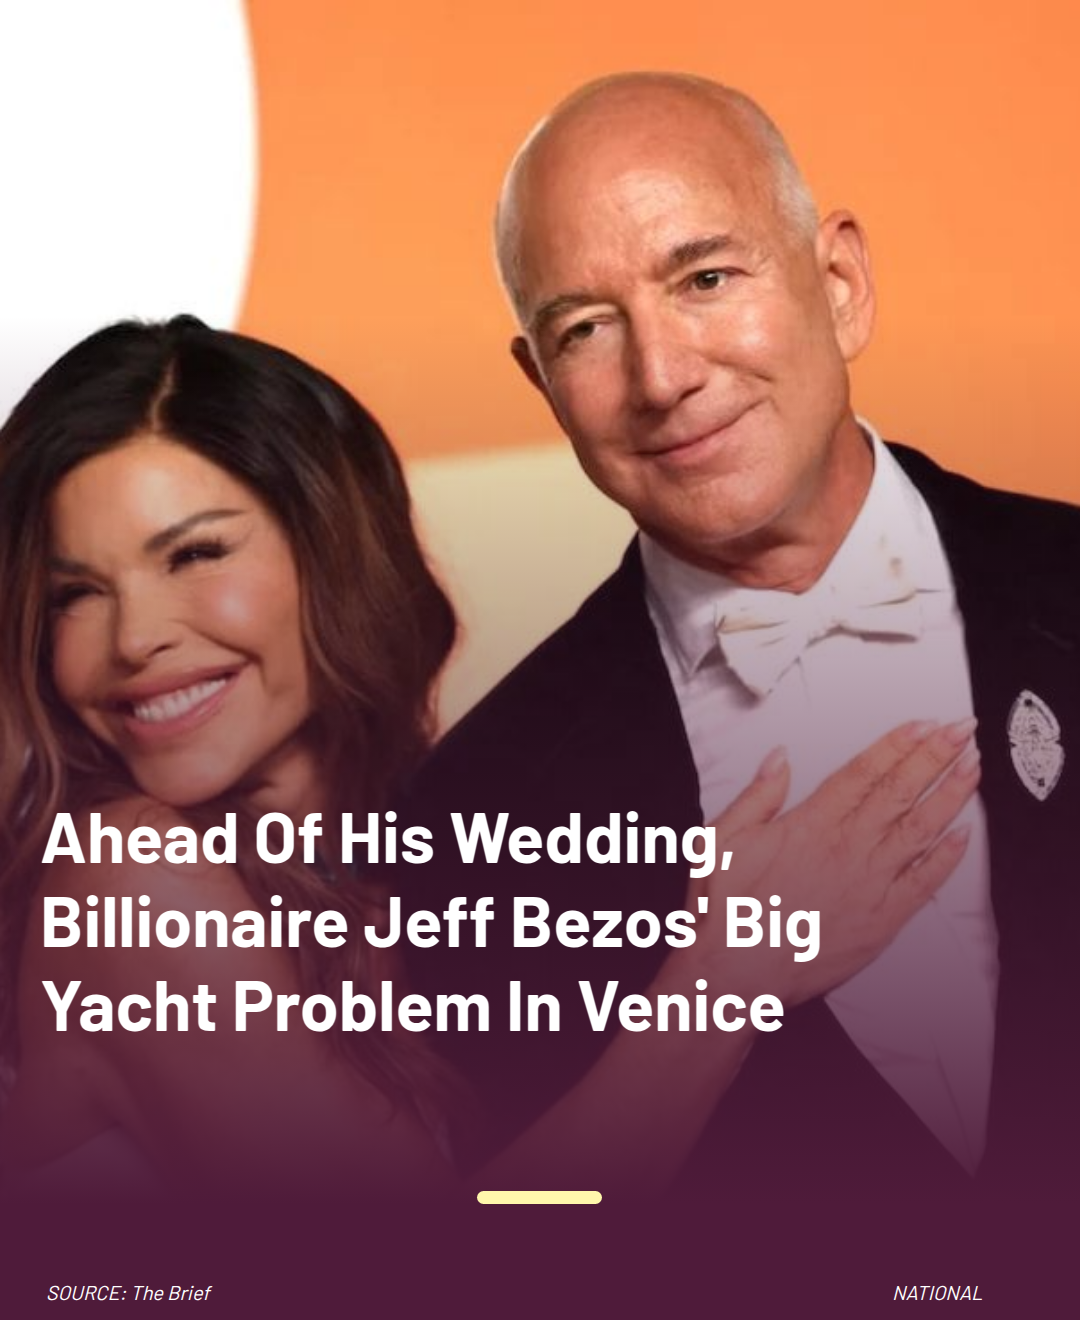 Ahead Of His Wedding,
Billionaire Jeff Bezos' Big
Yacht Problem In Venice
SOURCE: The Brief
NATIONAL